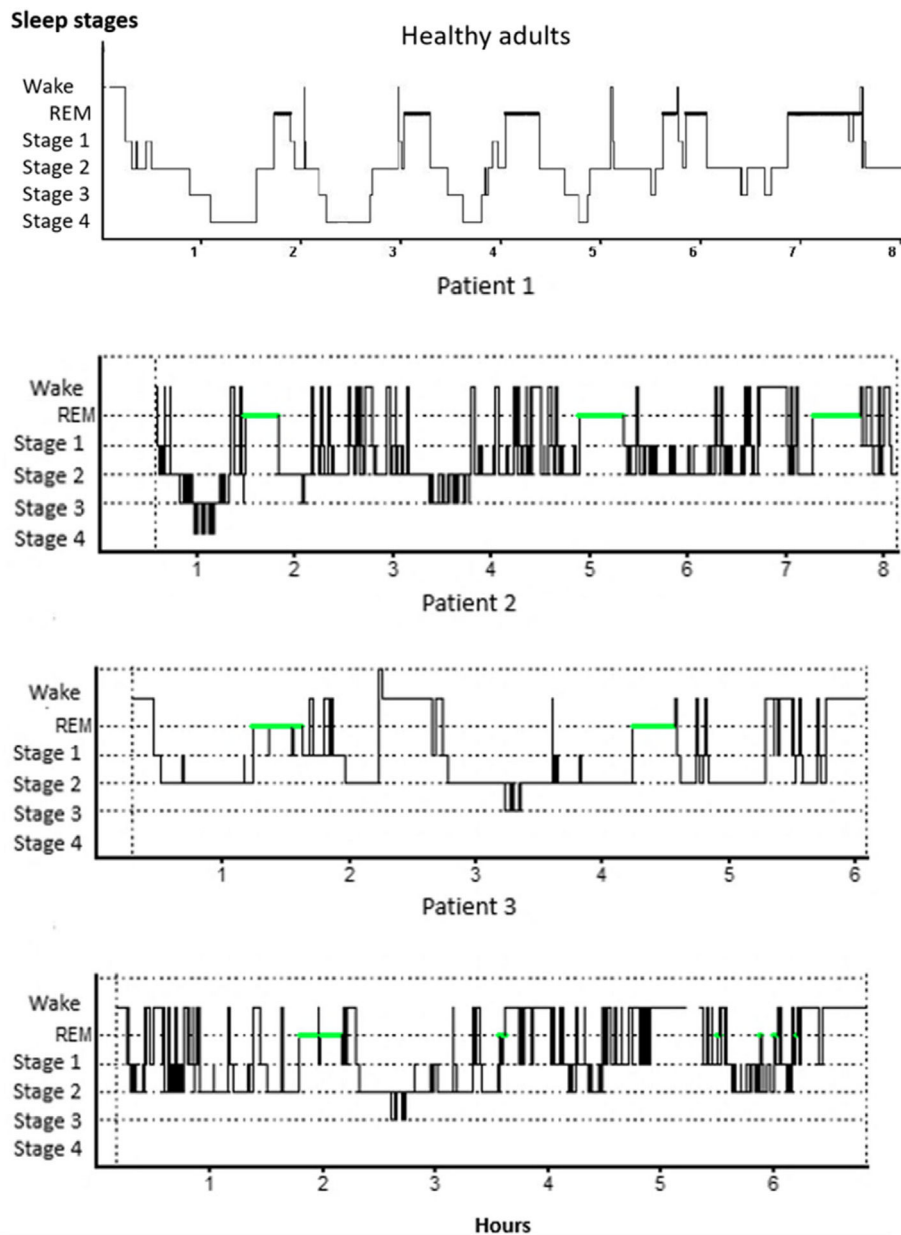 Sleep stages
Healthy adults
Wake
REM
Stage 1
Stage 2
Stage 3
Stage 4
1 2 3 4 5 6 7 8
Patient 1
Wake
REM
Stage 1
Stage 2
Stage 3
Stage 4
1 2 3 4 5 6 7 8
Patient 2
Wake
REM
Stage 1
Stage 2
Stage 3
Stage 4
1 2 3 4 5 6
Patient 3
Wake
REM
Stage 1
Stage 2
Stage 3
Stage 4
1 2 3 4 5 6
Hours